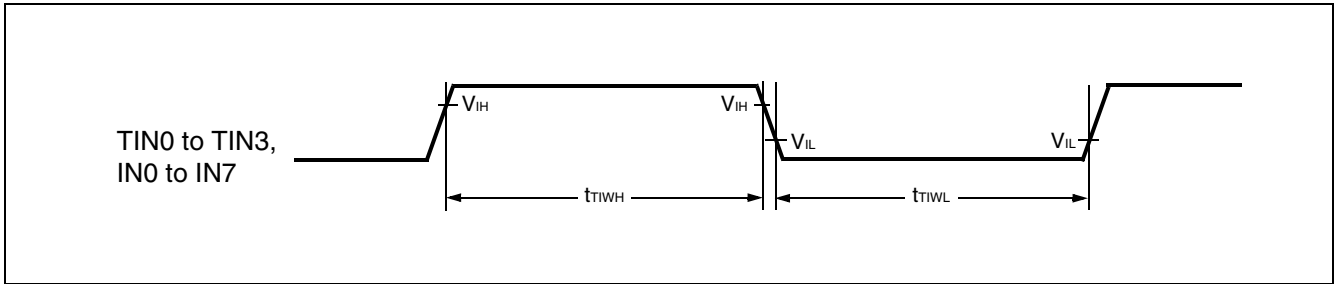 TIN0 to TIN3,
IN0 to IN7
VIH
VIH
VIL
VIL
tTIWH
tTIWL